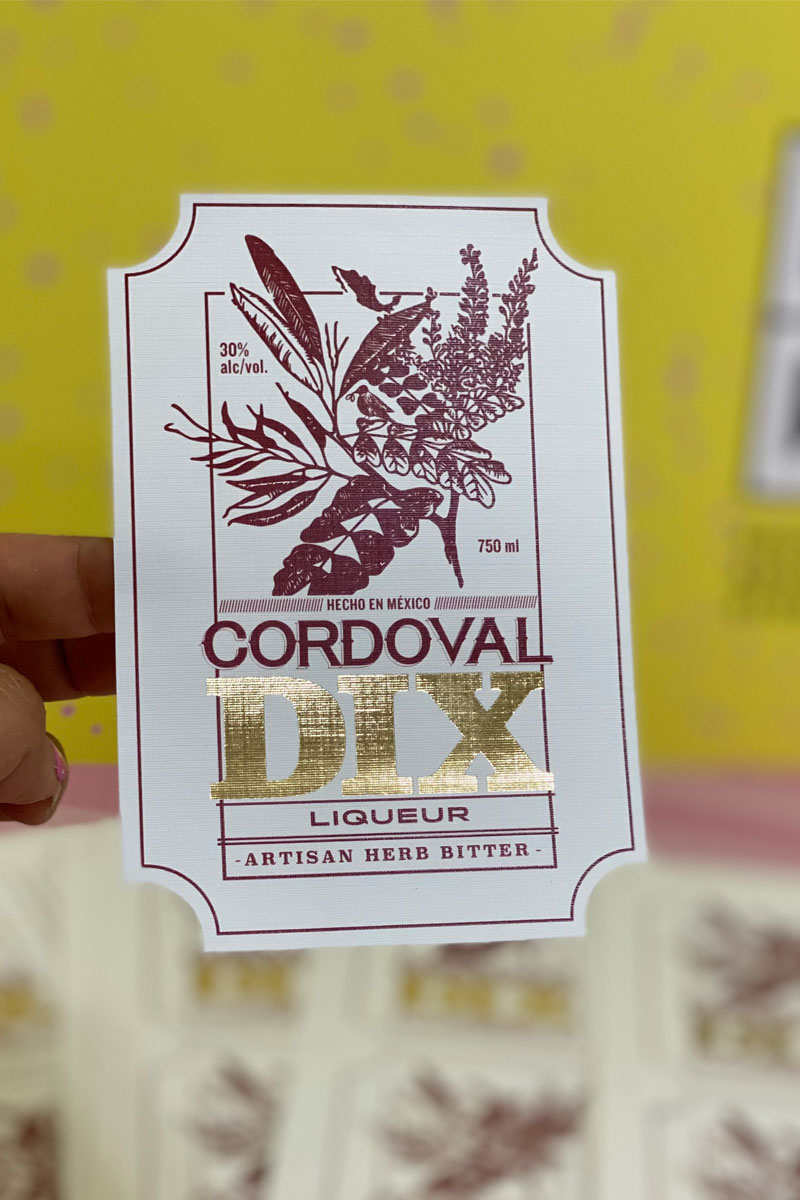 30%
alc/vol.
750 ml
HECHO EN MÉXICO
CORDOVAL
DIX
LIQUEUR
-ARTISAN HERB BITTER-